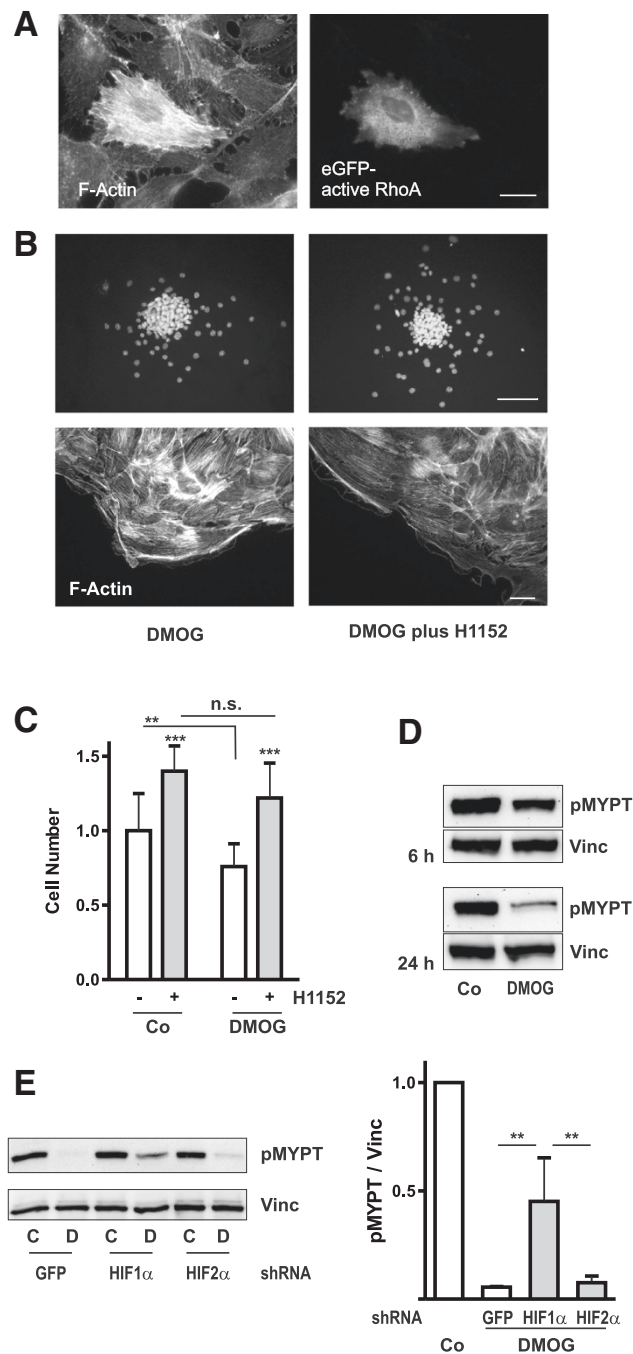 A
F-Actin
eGFP-
active RhoA
B
F-Actin
DMOG
DMOG plus H1152
C
n.s.
**
***
***
1.5
1.0
0.5
0.0
Cell Number
- + - + H1152
Co DMOG
D
pMYPT
6 h Vinc
pMYPT
24 h Vinc
Co DMOG
E
pMYPT
Vinc
C D C D C D
GFP HIF1α HIF2α shRNA
1.0
0.5
pMYPT / Vinc
** **
shRNA GFP HIF1α HIF2α
Co DMOG